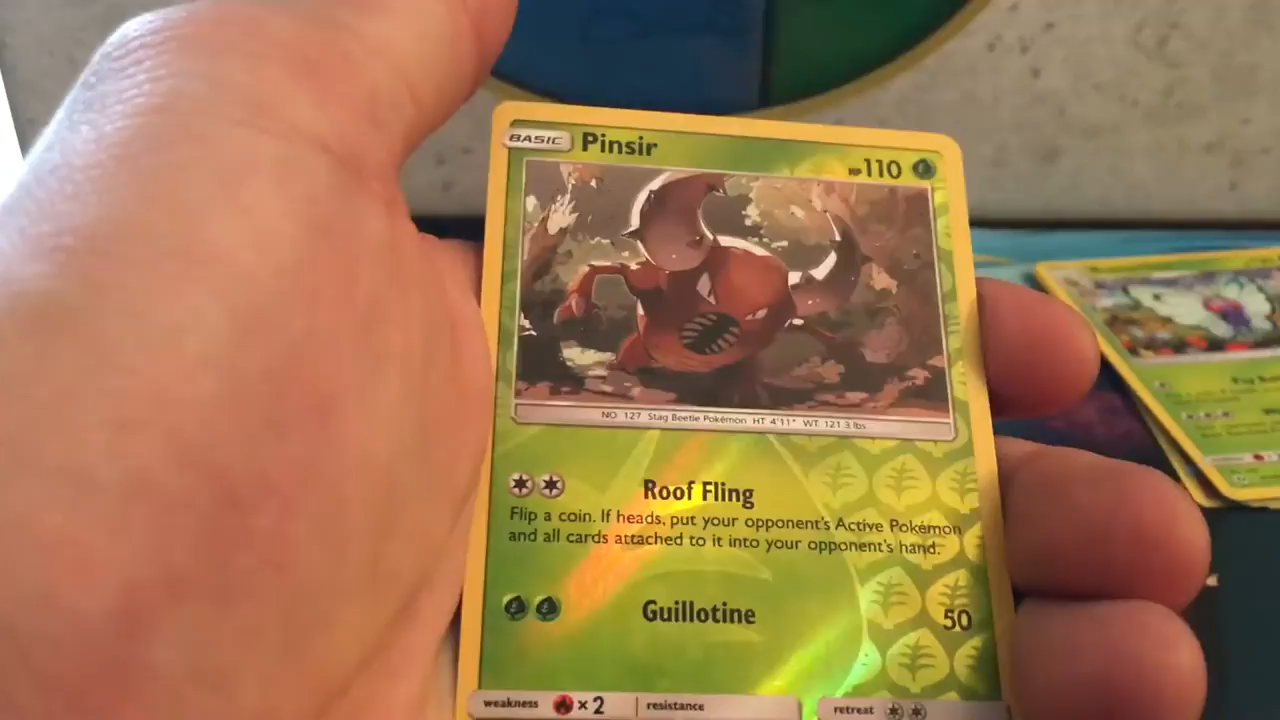 BASIC Pinsir HP 110
NO. 127 Stag Beetle Pokémon HT. 4'11" WT. 121.3 lbs.
Roof Fling
Flip a coin. If heads, put your opponent's Active Pokémon
and all cards attached to it into your opponent's hand.
Guillotine 50
weakness ×2 resistance retreat